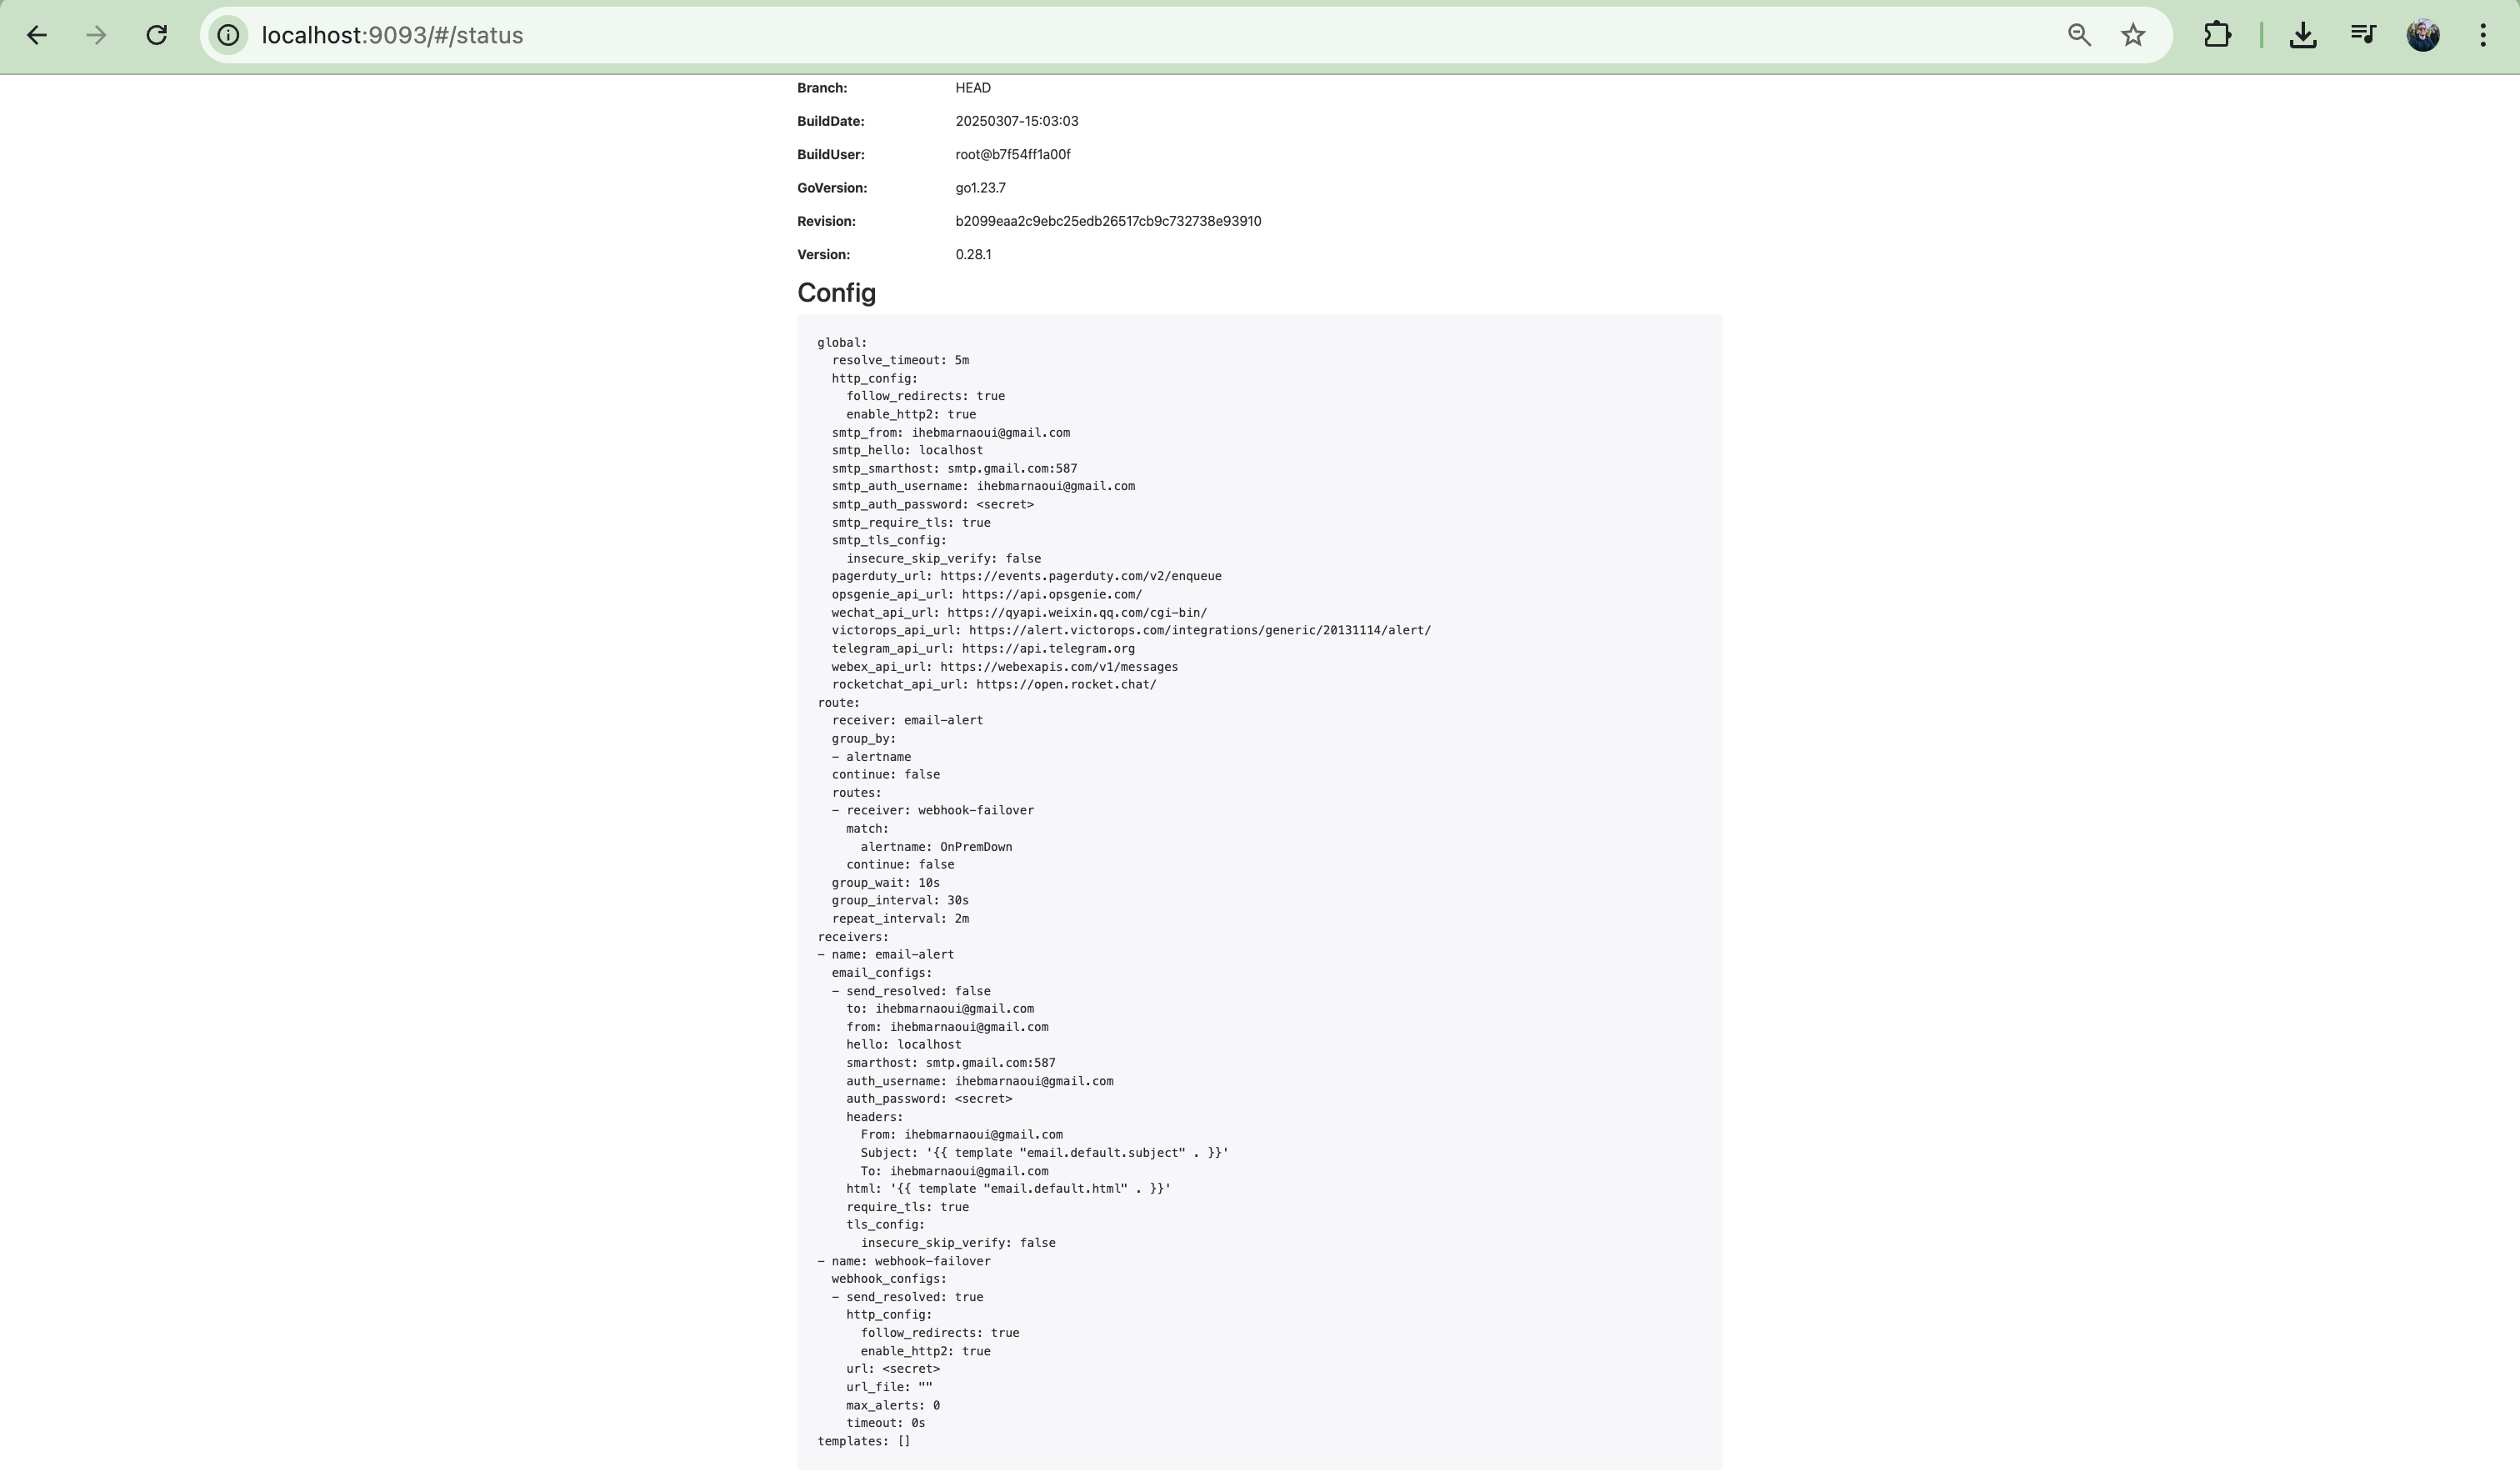 localhost:9093/#/status
Branch: HEAD
BuildDate: 20250307-15:03:03
BuildUser: root@b7f54ff1a00f
GoVersion: go1.23.7
Revision: b2099eaa2c9ebc25edb26517cb9c732738e93910
Version: 0.28.1
Config
global:
  resolve_timeout: 5m
  http_config:
    follow_redirects: true
    enable_http2: true
  smtp_from: ihebmarnaoui@gmail.com
  smtp_hello: localhost
  smtp_smarthost: smtp.gmail.com:587
  smtp_auth_username: ihebmarnaoui@gmail.com
  smtp_auth_password: <secret>
  smtp_require_tls: true
  smtp_tls_config:
    insecure_skip_verify: false
  pagerduty_url: https://events.pagerduty.com/v2/enqueue
  opsgenie_api_url: https://api.opsgenie.com/
  wechat_api_url: https://qyapi.weixin.qq.com/cgi-bin/
  victorops_api_url: https://alert.victorops.com/integrations/generic/20131114/alert/
  telegram_api_url: https://api.telegram.org
  webex_api_url: https://webexapis.com/v1/messages
  rocketchat_api_url: https://open.rocket.chat/
route:
  receiver: email-alert
  group_by:
  - alertname
  continue: false
  routes:
  - receiver: webhook-failover
    match:
      alertname: OnPremDown
    continue: false
  group_wait: 10s
  group_interval: 30s
  repeat_interval: 2m
receivers:
- name: email-alert
  email_configs:
  - send_resolved: false
    to: ihebmarnaoui@gmail.com
    from: ihebmarnaoui@gmail.com
    hello: localhost
    smarthost: smtp.gmail.com:587
    auth_username: ihebmarnaoui@gmail.com
    auth_password: <secret>
    headers:
      From: ihebmarnaoui@gmail.com
      Subject: '{{ template "email.default.subject" . }}'
      To: ihebmarnaoui@gmail.com
    html: '{{ template "email.default.html" . }}'
    require_tls: true
    tls_config:
      insecure_skip_verify: false
- name: webhook-failover
  webhook_configs:
  - send_resolved: true
    http_config:
      follow_redirects: true
      enable_http2: true
    url: <secret>
    url_file: ""
    max_alerts: 0
    timeout: 0s
templates: []